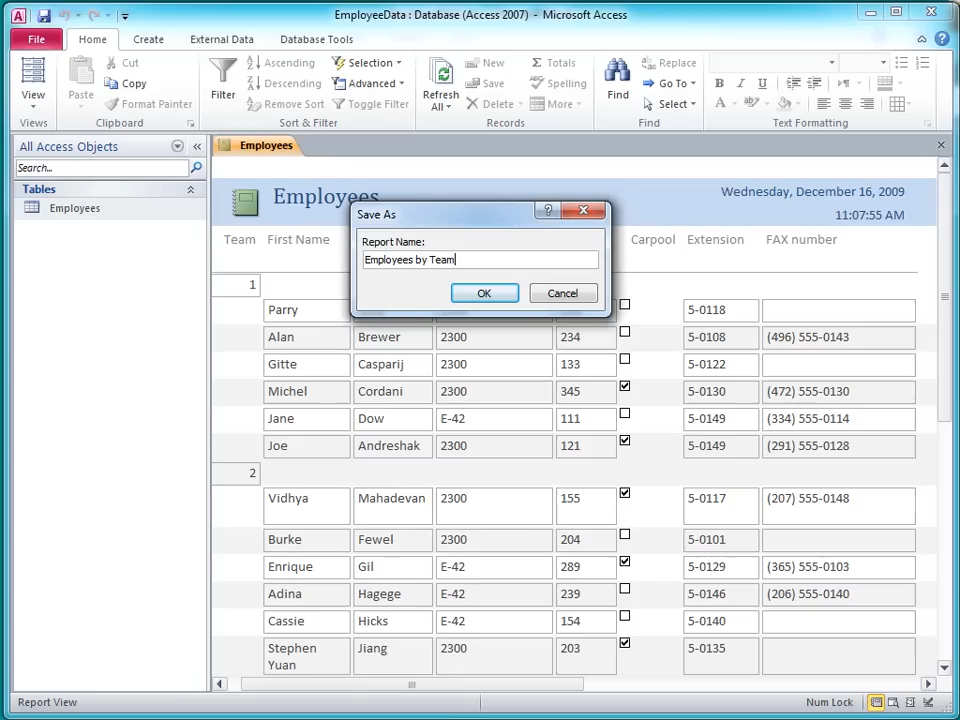 A EmployeeData : Database (Access 2007) - Microsoft Access
File Home Create External Data Database Tools
View
Views
Paste
Cut
Copy
Format Painter
Clipboard
Filter
Ascending
Descending
Remove Sort
Selection
Advanced
Toggle Filter
Sort & Filter
Refresh
All
New
Save
Delete
Totals
Spelling
More
Records
Find
Replace
Go To
Select
Find
B I U
A ab
Text Formatting
All Access Objects
Search...
Tables
Employees
Employees
Employees
Wednesday, December 16, 2009
11:07:55 AM
Save As
Report Name:
Employees by Team
OK Cancel
Team First Name Carpool Extension FAX number
1
Parry 5-0118
Alan Brewer 2300 234 5-0108 (496) 555-0143
Gitte Casparij 2300 133 5-0122
Michel Cordani 2300 345 5-0130 (472) 555-0130
Jane Dow E-42 111 5-0149 (334) 555-0114
Joe Andreshak 2300 121 5-0149 (291) 555-0128
2
Vidhya Mahadevan 2300 155 5-0117 (207) 555-0148
Burke Fewel 2300 204 5-0101
Enrique Gil E-42 289 5-0129 (365) 555-0103
Adina Hagege E-42 239 5-0146 (206) 555-0140
Cassie Hicks E-42 154 5-0140
Stephen Jiang 2300 203 5-0135
Yuan
Report View Num Lock